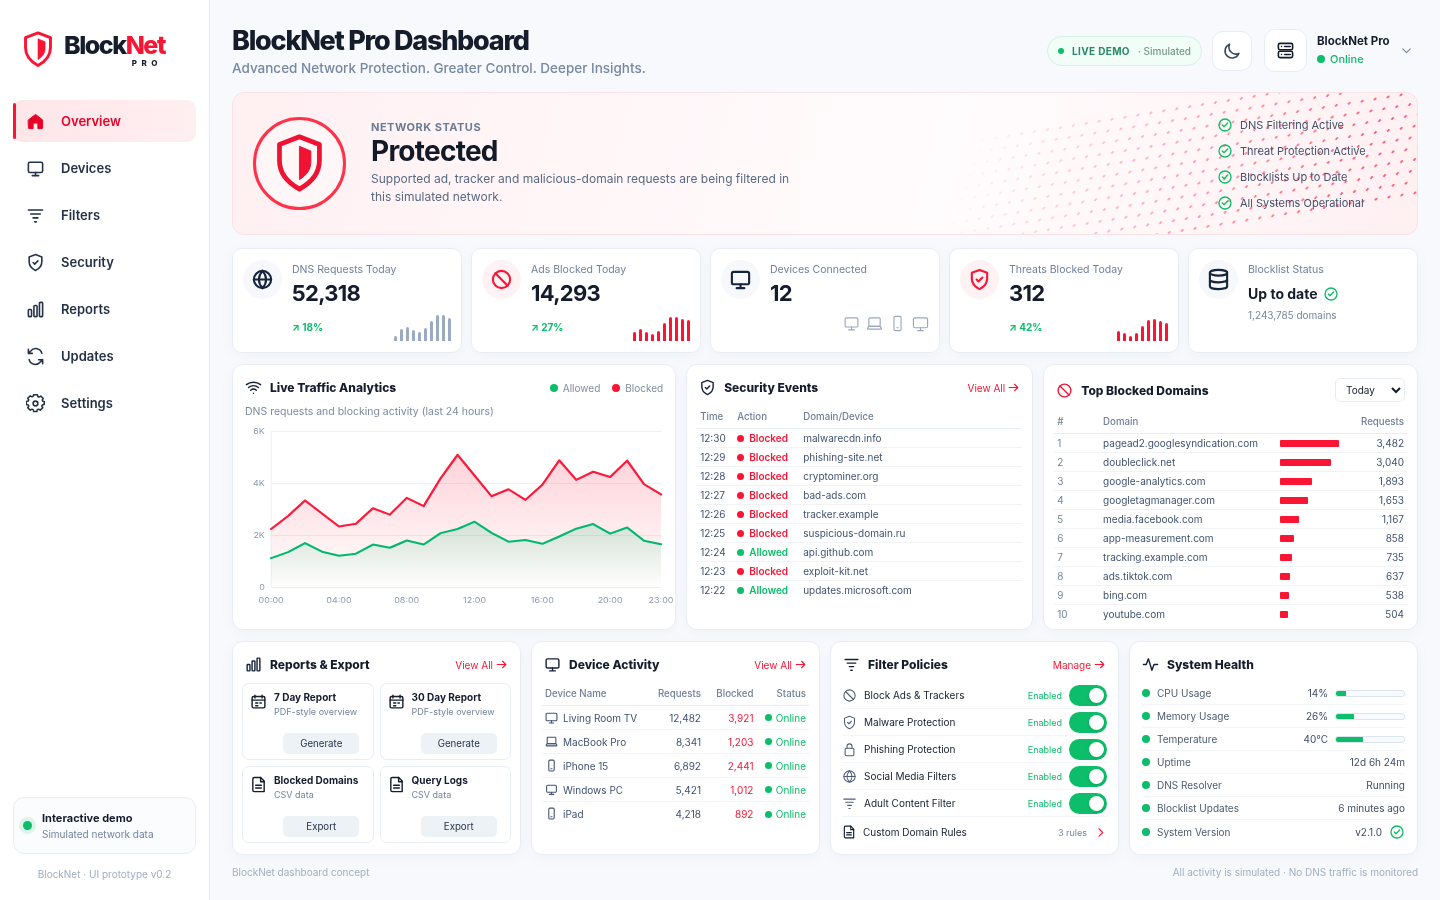 BlockNet
PRO
Overview
Devices
Filters
Security
Reports
Updates
Settings
Interactive demo
Simulated network data
BlockNet · UI prototype v0.2
BlockNet Pro Dashboard
Advanced Network Protection. Greater Control. Deeper Insights.
LIVE DEMO · Simulated
BlockNet Pro
Online
NETWORK STATUS
Protected
Supported ad, tracker and malicious-domain requests are being filtered in
this simulated network.
DNS Filtering Active
Threat Protection Active
Blocklists Up to Date
All Systems Operational
DNS Requests Today
52,318
↗ 18%
Ads Blocked Today
14,293
↗ 27%
Devices Connected
12
Threats Blocked Today
312
↗ 42%
Blocklist Status
Up to date
1,243,785 domains
Live Traffic Analytics
Allowed Blocked
DNS requests and blocking activity (last 24 hours)
6K
4K
2K
0
00:00 04:00 08:00 12:00 16:00 20:00 23:00
Security Events
View All →
Time Action Domain/Device
12:30 Blocked malwarecdn.info
12:29 Blocked phishing-site.net
12:28 Blocked cryptominer.org
12:27 Blocked bad-ads.com
12:26 Blocked tracker.example
12:25 Blocked suspicious-domain.ru
12:24 Allowed api.github.com
12:23 Blocked exploit-kit.net
12:22 Allowed updates.microsoft.com
Top Blocked Domains
Today
# Domain Requests
1 pagead2.googlesyndication.com 3,482
2 doubleclick.net 3,040
3 google-analytics.com 1,893
4 googletagmanager.com 1,653
5 media.facebook.com 1,167
6 app-measurement.com 858
7 tracking.example.com 735
8 ads.tiktok.com 637
9 bing.com 538
10 youtube.com 504
Reports & Export
View All →
7 Day Report
PDF-style overview
Generate
30 Day Report
PDF-style overview
Generate
Blocked Domains
CSV data
Export
Query Logs
CSV data
Export
Device Activity
View All →
Device Name Requests Blocked Status
Living Room TV 12,482 3,921 Online
MacBook Pro 8,341 1,203 Online
iPhone 15 6,892 2,441 Online
Windows PC 5,421 1,012 Online
iPad 4,218 892 Online
Filter Policies
Manage →
Block Ads & Trackers Enabled
Malware Protection Enabled
Phishing Protection Enabled
Social Media Filters Enabled
Adult Content Filter Enabled
Custom Domain Rules 3 rules
System Health
CPU Usage 14%
Memory Usage 26%
Temperature 40°C
Uptime 12d 6h 24m
DNS Resolver Running
Blocklist Updates 6 minutes ago
System Version v2.1.0
BlockNet dashboard concept
All activity is simulated · No DNS traffic is monitored